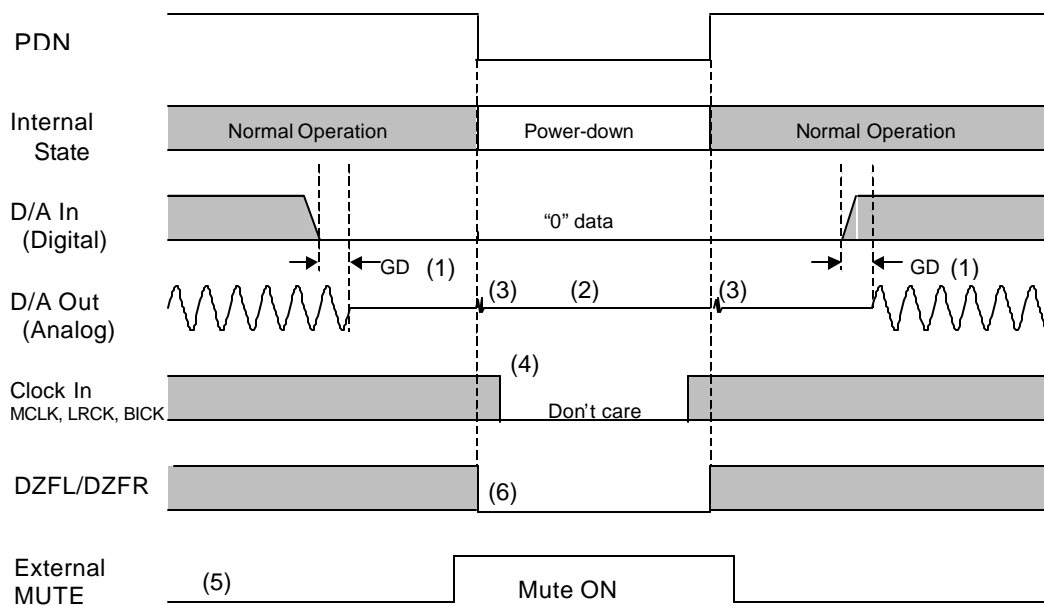 PDN
Internal
State
Normal Operation
Power-down
Normal Operation
D/A In
(Digital)
“0” data
GD (1)
GD (1)
D/A Out
(Analog)
(3)
(2)
(3)
Clock In
MCLK, LRCK, BICK
(4)
Don't care
DZFL/DZFR
(6)
External
MUTE
(5)
Mute ON